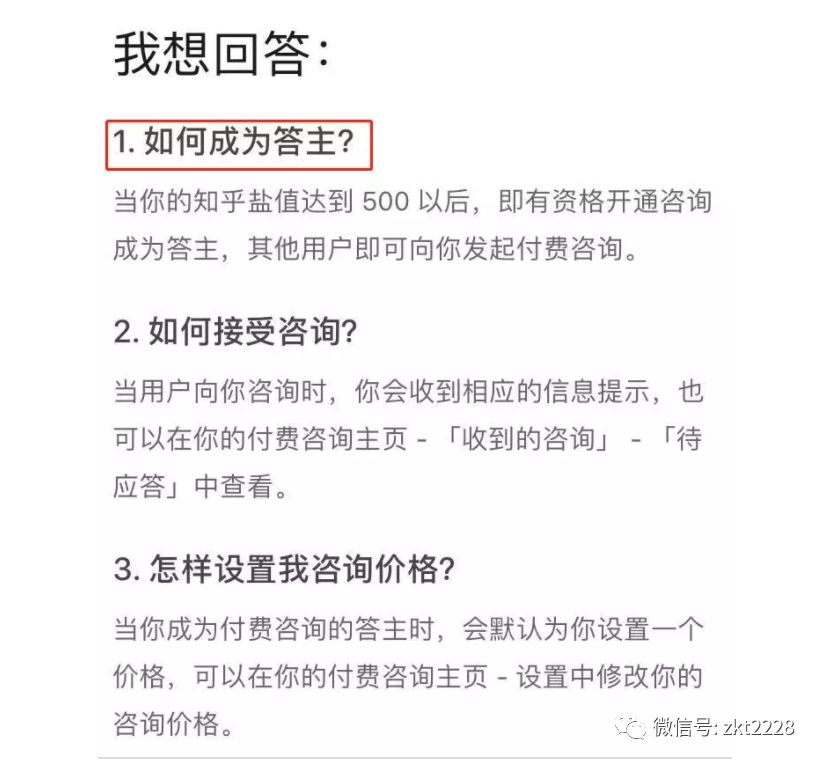 我想回答：
1. 如何成为答主？
当你的知乎盐值达到 500 以后，即有资格开通咨询
成为答主，其他用户即可向你发起付费咨询。
2. 如何接受咨询？
当用户向你咨询时，你会收到相应的信息提示，也
可以在你的付费咨询主页 - 「收到的咨询」 - 「待
应答」中查看。
3. 怎样设置我咨询价格？
当你成为付费咨询的答主时，会默认为你设置一个
价格，可以在你的付费咨询主页 - 设置中修改你的
咨询价格。
微信号: zkt2228